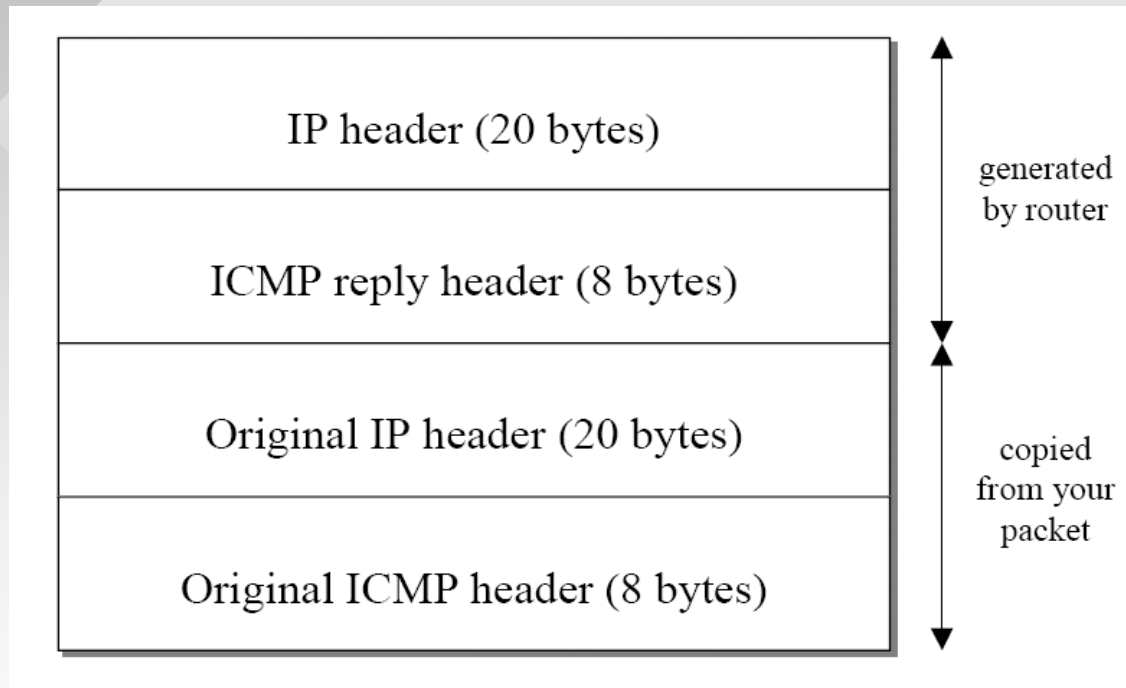 IP header (20 bytes)
generated
by router
ICMP reply header (8 bytes)
Original IP header (20 bytes)
copied
from your
packet
Original ICMP header (8 bytes)